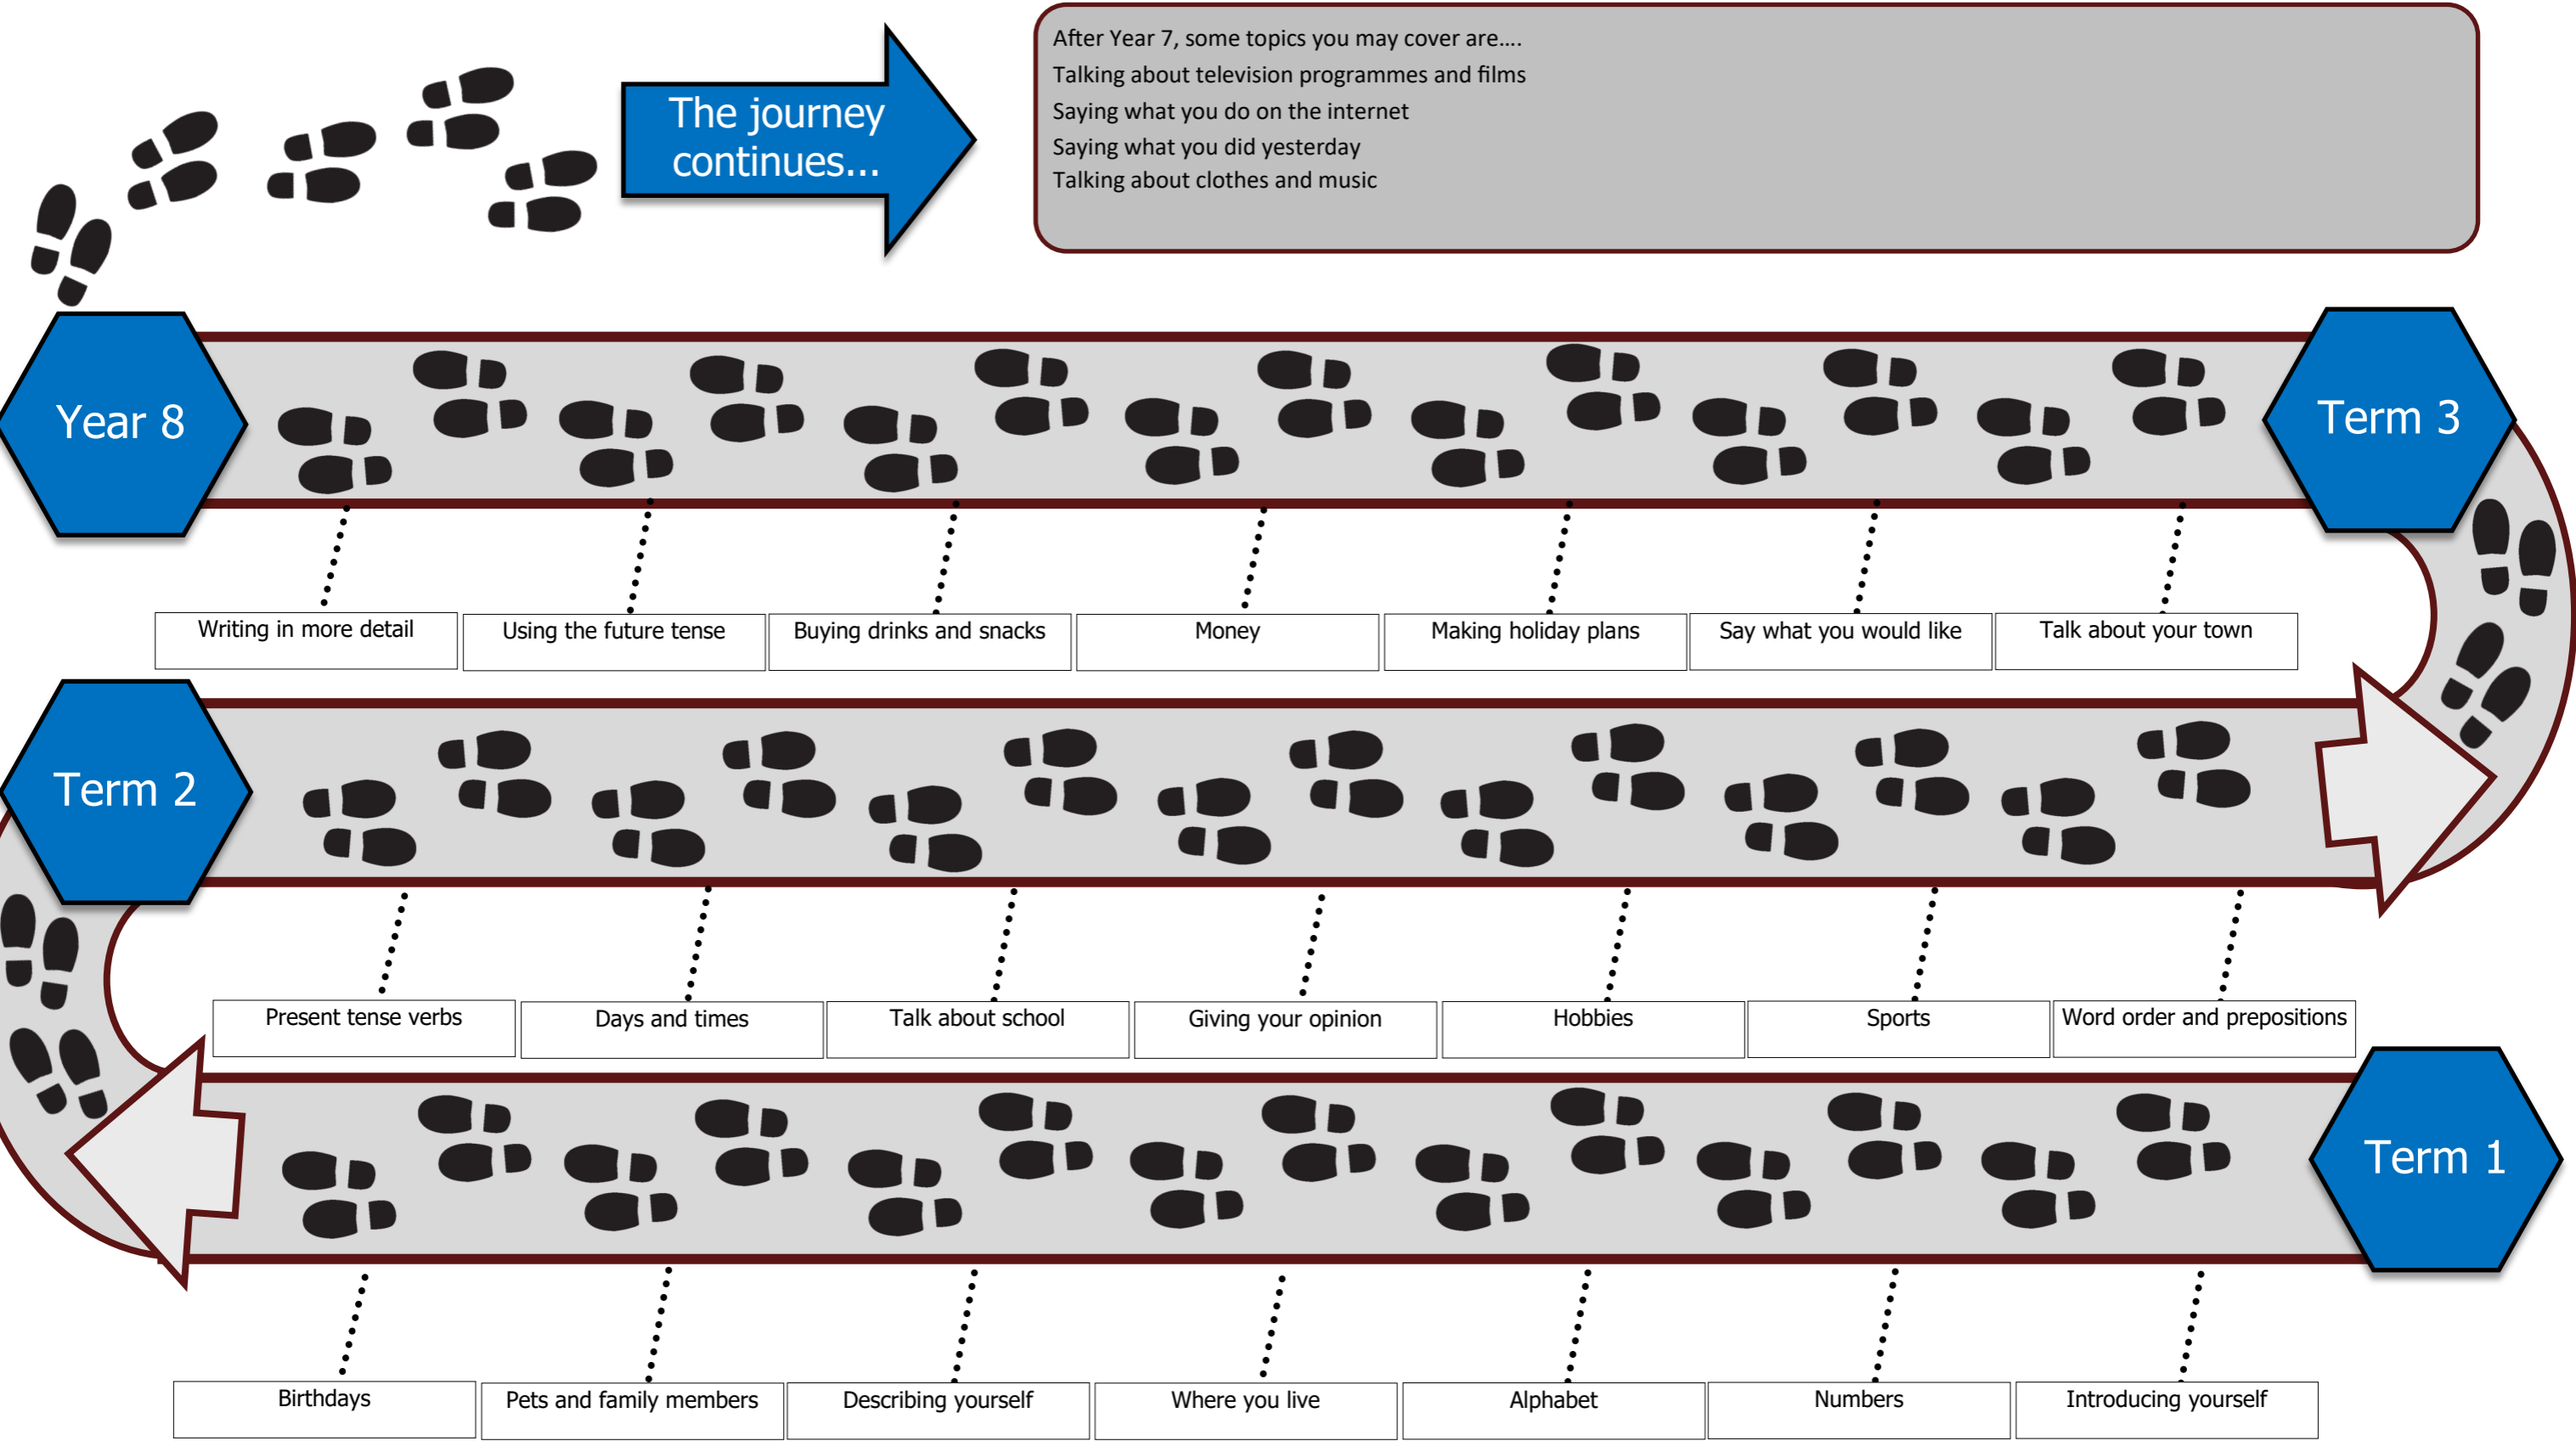 After Year 7, some topics you may cover are....
Talking about television programmes and films
Saying what you do on the internet
Saying what you did yesterday
Talking about clothes and music
The journey
continues...
Year 8
Term 3
Writing in more detail
Using the future tense
Buying drinks and snacks
Money
Making holiday plans
Say what you would like
Talk about your town
Term 2
Present tense verbs
Days and times
Talk about school
Giving your opinion
Hobbies
Sports
Word order and prepositions
Term 1
Birthdays
Pets and family members
Describing yourself
Where you live
Alphabet
Numbers
Introducing yourself